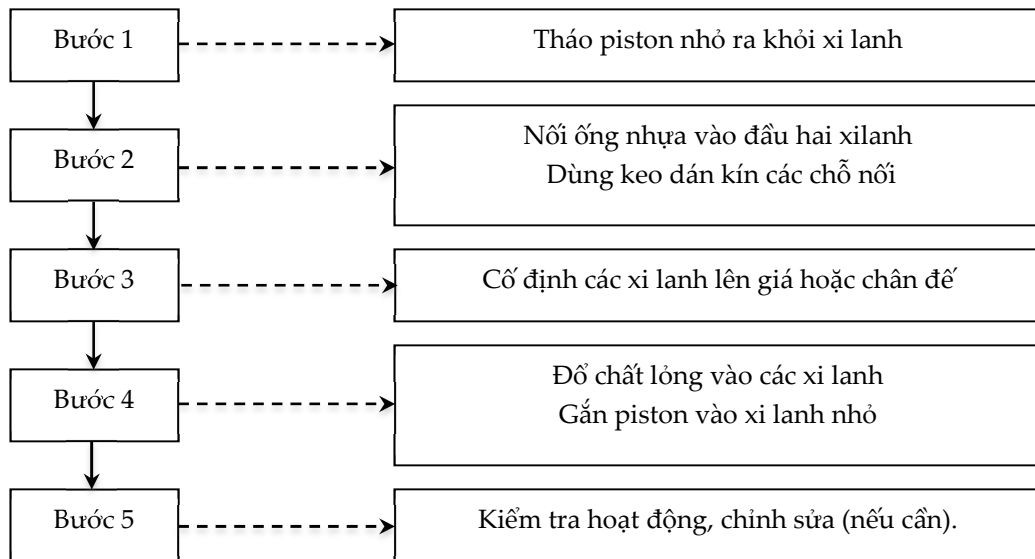 Bước 1
Tháo piston nhỏ ra khỏi xi lanh
Bước 2
Nối ống nhựa vào đầu hai xilanh
Dùng keo dán kín các chỗ nối
Bước 3
Cố định các xi lanh lên giá hoặc chân đế
Bước 4
Đổ chất lỏng vào các xi lanh
Gắn piston vào xi lanh nhỏ
Bước 5
Kiểm tra hoạt động, chỉnh sửa (nếu cần).